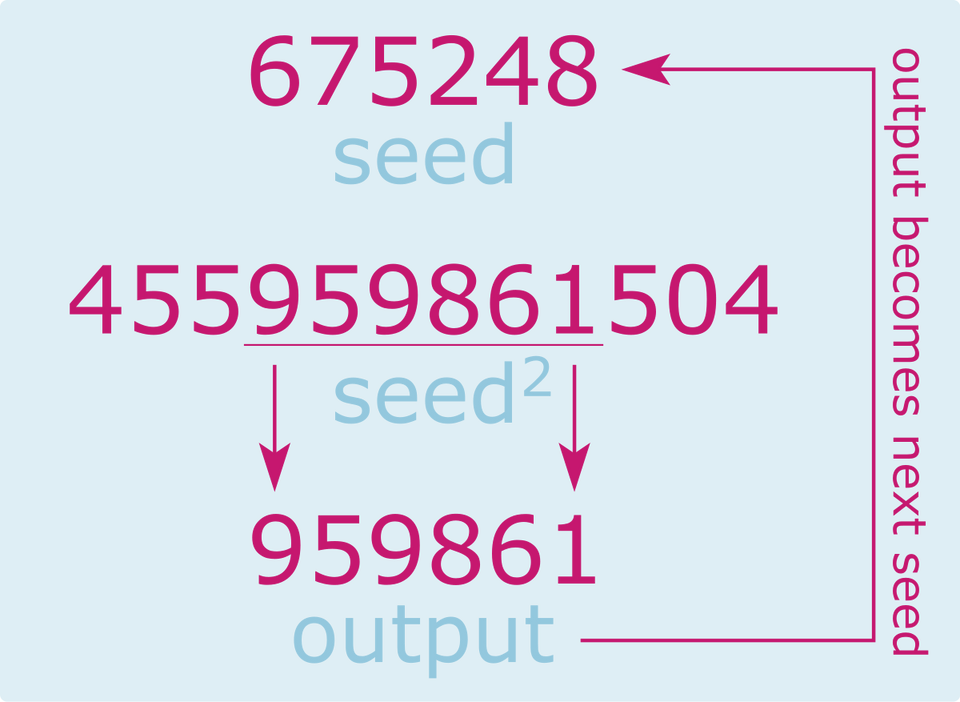 675248
seed
455959861504
seed²
959861
output
output becomes next seed